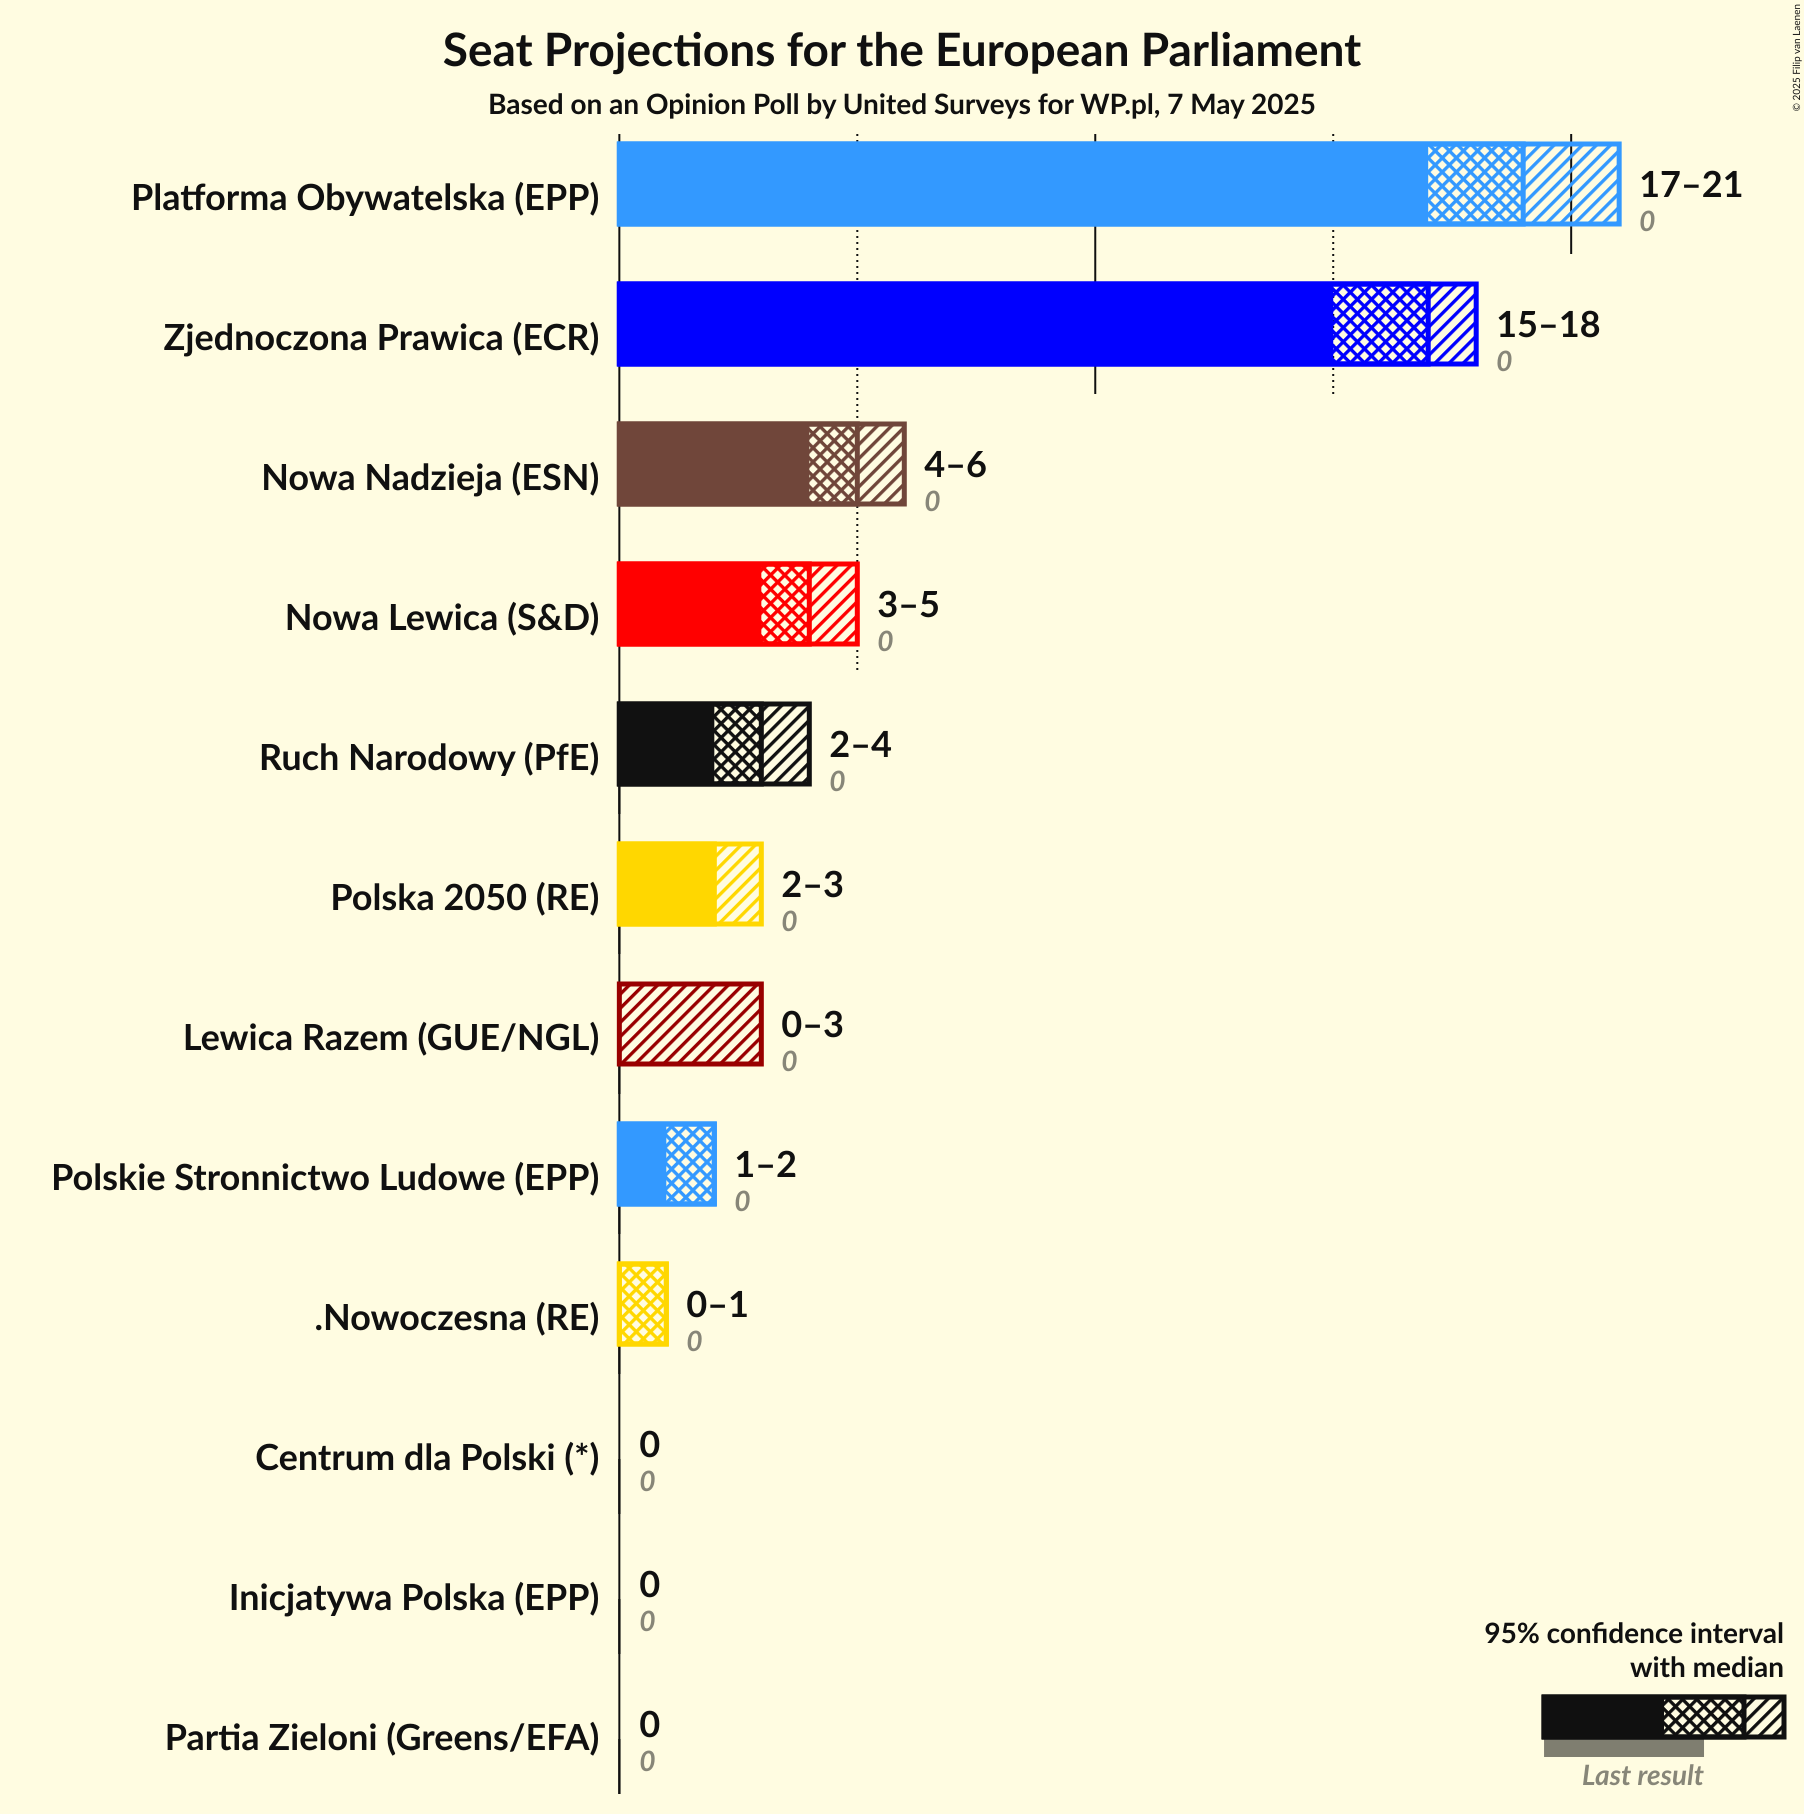 Seat Projections for the European Parliament
Based on an Opinion Poll by United Surveys for WP.pl, 7 May 2025
© 2025 Filip van Laenen
Platforma Obywatelska (EPP)
17–21
0
Zjednoczona Prawica (ECR)
15–18
0
Nowa Nadzieja (ESN)
4–6
0
Nowa Lewica (S&D)
3–5
0
Ruch Narodowy (PfE)
2–4
0
Polska 2050 (RE)
2–3
0
Lewica Razem (GUE/NGL)
0–3
0
Polskie Stronnictwo Ludowe (EPP)
1–2
0
.Nowoczesna (RE)
0–1
0
Centrum dla Polski (*)
0
0
Inicjatywa Polska (EPP)
0
0
Partia Zieloni (Greens/EFA)
0
0
95% confidence interval
with median
Last result